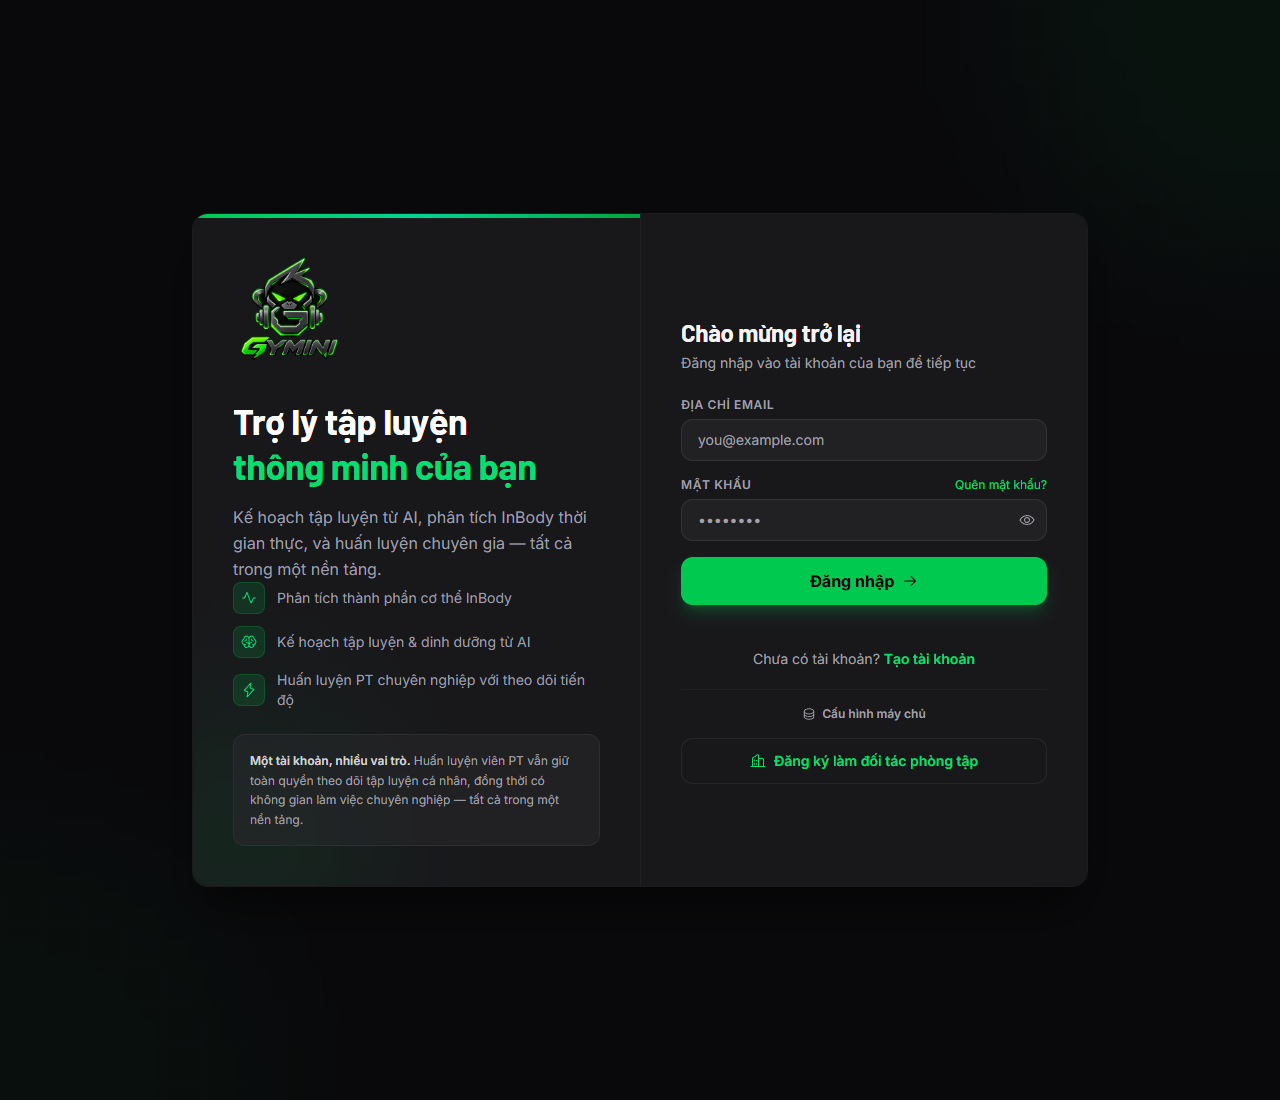 GYMINI
Trợ lý tập luyện
thông minh của bạn
Kế hoạch tập luyện từ AI, phân tích InBody thời
gian thực, và huấn luyện chuyên gia — tất cả
trong một nền tảng.
Phân tích thành phần cơ thể InBody
Kế hoạch tập luyện & dinh dưỡng từ AI
Huấn luyện PT chuyên nghiệp với theo dõi tiến
độ
Một tài khoản, nhiều vai trò. Huấn luyện viên PT vẫn giữ
toàn quyền theo dõi tập luyện cá nhân, đồng thời có
không gian làm việc chuyên nghiệp — tất cả trong một
nền tảng.
Chào mừng trở lại
Đăng nhập vào tài khoản của bạn để tiếp tục
ĐỊA CHỈ EMAIL
you@example.com
MẬT KHẨU
Quên mật khẩu?
••••••••
Đăng nhập →
Chưa có tài khoản? Tạo tài khoản
Cấu hình máy chủ
Đăng ký làm đối tác phòng tập